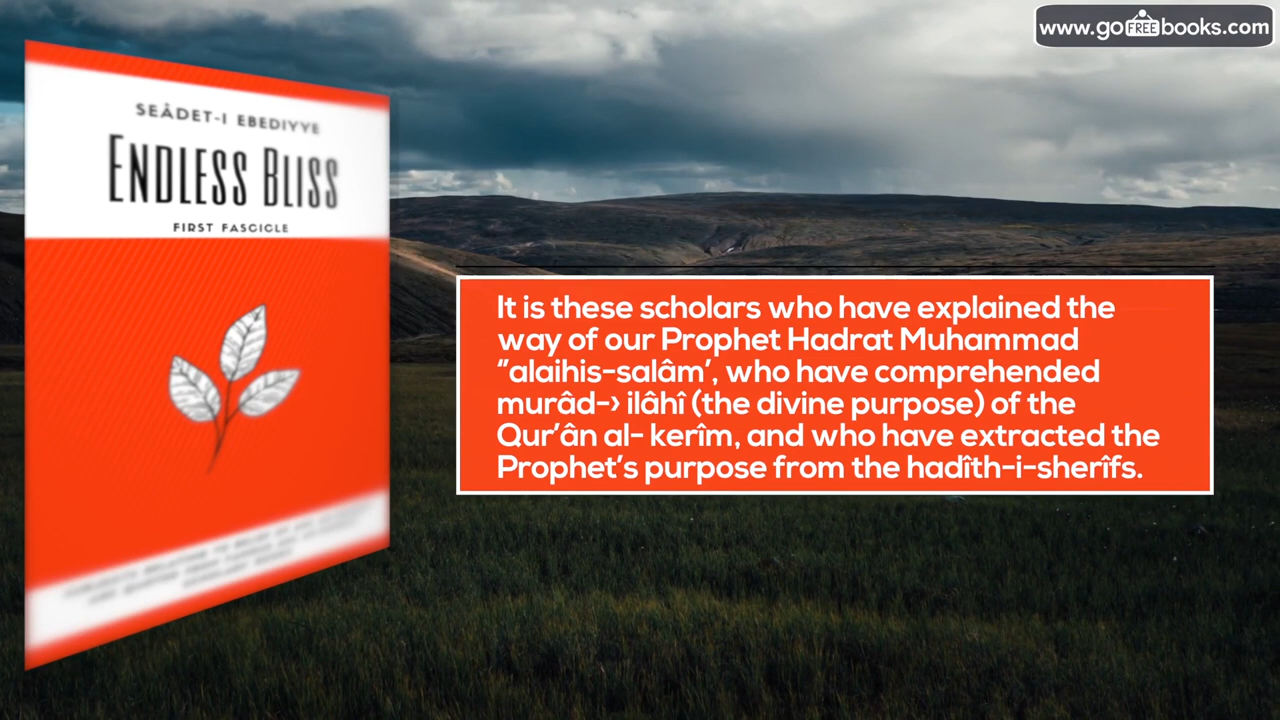 www.goFREEbooks.com
SEÂDET-I EBEDIYYE
ENDLESS BLISS
FIRST FASCICLE
It is these scholars who have explained the
way of our Prophet Hadrat Muhammad
“alaihis-salâm’, who have comprehended
murâd-› ilâhî (the divine purpose) of the
Qur’ân al- kerîm, and who have extracted the
Prophet’s purpose from the hadîth-i-sherîfs.